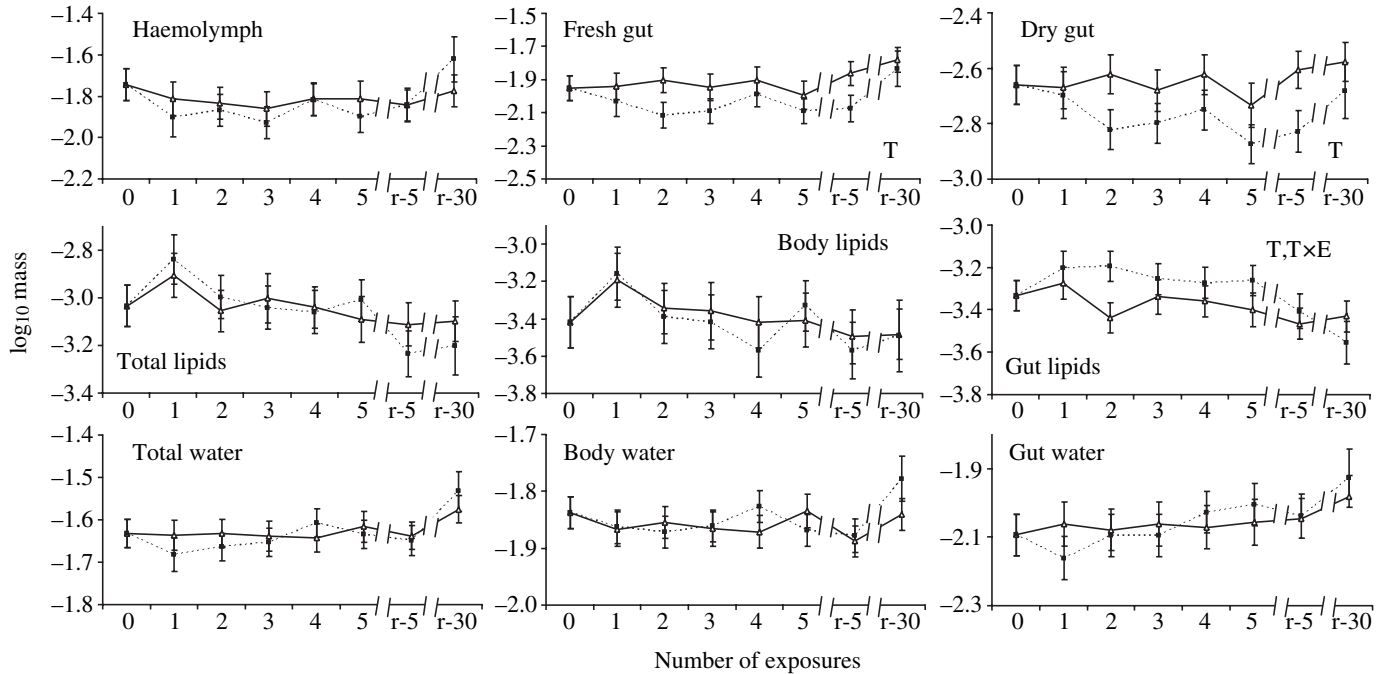 Haemolymph
−1.4
−1.6
−1.8
−2.0
−2.2
0 1 2 3 4 5 r-5 r-30
Fresh gut
−1.5
−1.7
−1.9
−2.1
−2.3
−2.5
T
0 1 2 3 4 5 r-5 r-30
Dry gut
−2.4
−2.6
−2.8
−3.0
T
0 1 2 3 4 5 r-5 r-30
log10 mass
−2.8
−3.0
−3.2
−3.4
Total lipids
0 1 2 3 4 5 r-5 r-30
Body lipids
−3.0
−3.2
−3.4
−3.6
−3.8
0 1 2 3 4 5 r-5 r-30
T,T×E
−3.0
−3.2
−3.4
−3.6
−3.8
Gut lipids
0 1 2 3 4 5 r-5 r-30
Total water
−1.4
−1.5
−1.6
−1.7
−1.8
0 1 2 3 4 5 r-5 r-30
Body water
−1.7
−1.8
−1.9
−2.0
0 1 2 3 4 5 r-5 r-30
Gut water
−1.9
−2.1
−2.3
0 1 2 3 4 5 r-5 r-30
Number of exposures